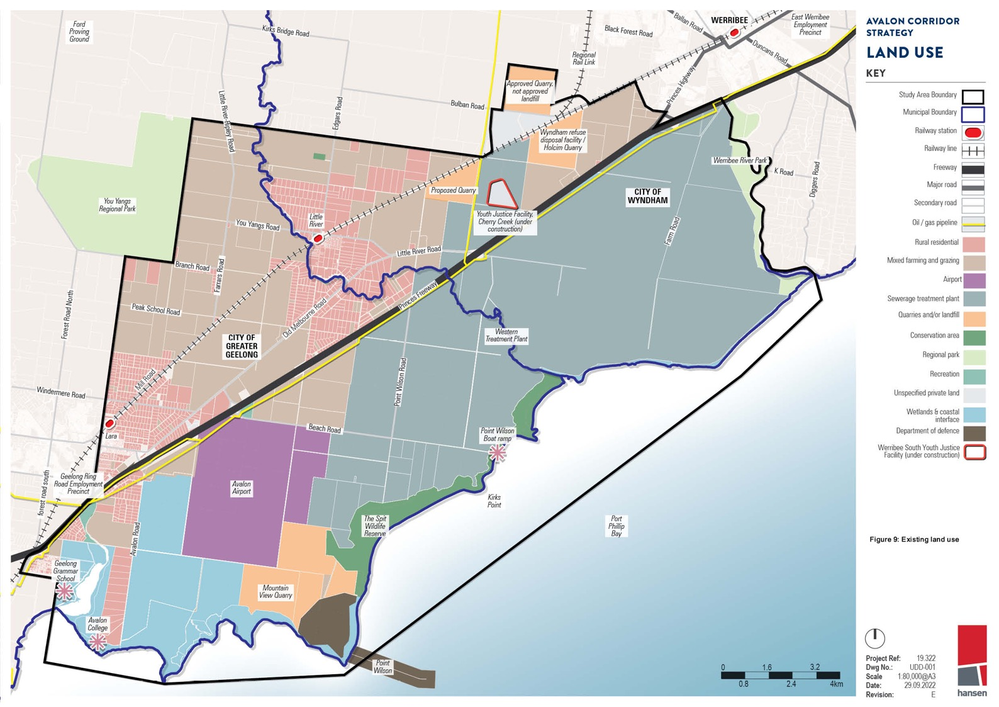 AVALON CORRIDOR
STRATEGY
LAND USE
KEY
Study Area Boundary
Municipal Boundary
Railway station
Railway line
Freeway
Major road
Secondary road
Oil / gas pipeline
Rural residential
Mixed farming and grazing
Airport
Sewerage treatment plant
Quarries and/or landfill
Conservation area
Regional park
Recreation
Unspecified private land
Wetlands & coastal
interface
Department of defence
Werribee South Youth Justice
Facility (under construction)
Figure 9: Existing land use
Project Ref: 19.322
Dwg No.: UDD-001
Scale 1:80,000@A3
Date: 29.09.2022
Revision: E
hansen
Ford
Proving
Ground
Kirks Bridge Road
Little River-Ripley Road
Edgars Road
Bulban Road
Black Forest Road
Regional
Rail Link
Ballan Road
WERRIBEE
East Werribee
Employment
Precinct
Duncans Road
Princes Highway
Approved Quarry,
not approved
landfill
Wyndham refuse
disposal facility /
Holcim Quarry
Werribee River Park
K Road
Diggers Road
CITY OF
WYNDHAM
Farm Road
Proposed Quarry
Youth Justice Facility,
Cherry Creek (under
construction)
You Yangs
Regional Park
You Yangs Road
Little
River
Little River Road
Branch Road
Farrars Road
Forest Road North
Peak School Road
Old Melbourne Road
Princes Freeway
CITY OF
GREATER
GEELONG
Western
Treatment Plant
Point Wilson Road
Mill Road
Windermere Road
Lara
Beach Road
Point Wilson
Boat ramp
Geelong Ring
Road Employment
Precinct
forest road south
Avalon
Airport
Kirks
Point
The Spit
Wildlife
Reserve
Port
Phillip
Bay
Avalon Road
Geelong
Grammar
School
Mountain
View Quarry
Avalon
College
Point
Wilson
0 1.6 3.2
0.8 2.4 4km